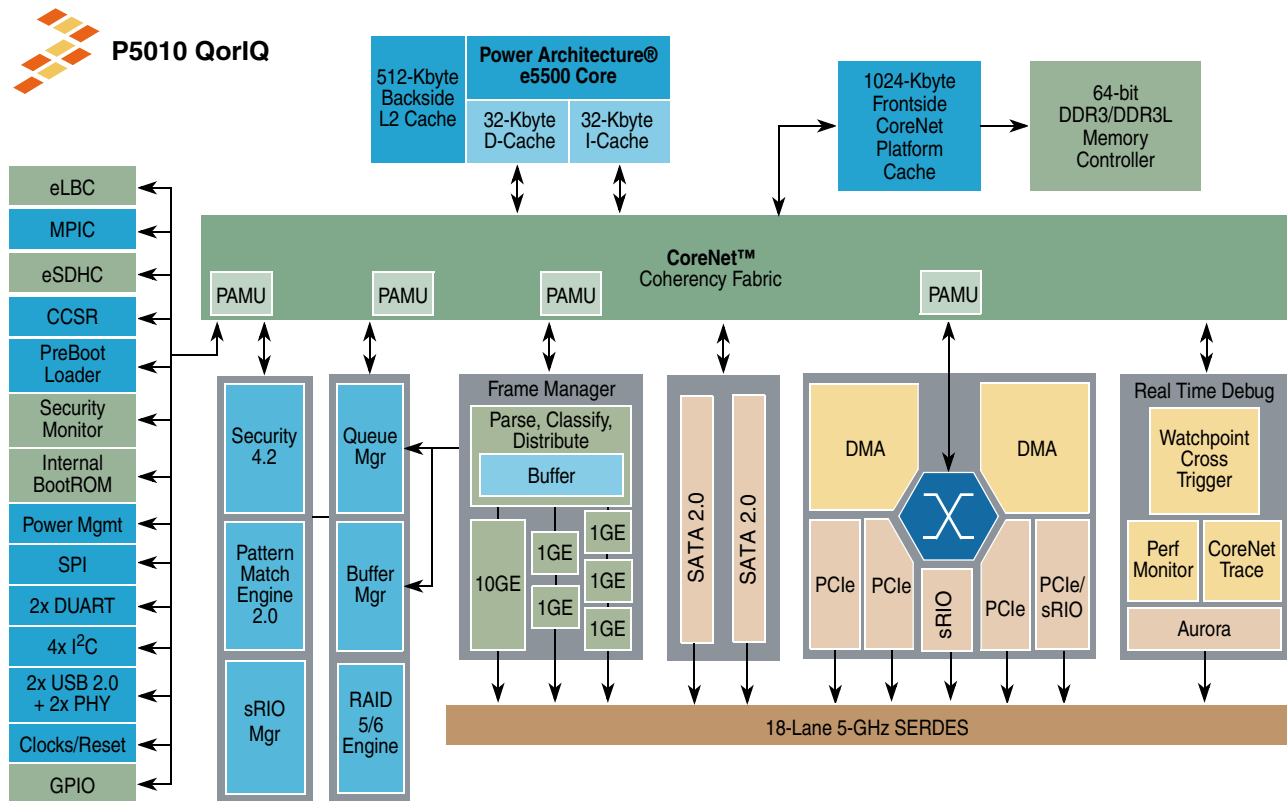 P5010 QorIQ
512-Kbyte
Backside
L2 Cache
Power Architecture®
e5500 Core
32-Kbyte
D-Cache
32-Kbyte
I-Cache
1024-Kbyte
Frontside
CoreNet
Platform
Cache
64-bit
DDR3/DDR3L
Memory
Controller
eLBC
MPIC
eSDHC
CCSR
PreBoot
Loader
Security
Monitor
Internal
BootROM
Power Mgmt
SPI
2x DUART
4x I²C
2x USB 2.0
+ 2x PHY
Clocks/Reset
GPIO
CoreNet™
Coherency Fabric
PAMU
PAMU
PAMU
PAMU
Security
4.2
Pattern
Match
Engine
2.0
sRIO
Mgr
Queue
Mgr
Buffer
Mgr
RAID
5/6
Engine
Frame Manager
Parse, Classify,
Distribute
Buffer
10GE
1GE
1GE
1GE
1GE
1GE
SATA 2.0
SATA 2.0
DMA
DMA
PCIe
PCIe
sRIO
PCIe
PCIe/
sRIO
Real Time Debug
Watchpoint
Cross
Trigger
Perf
Monitor
CoreNet
Trace
Aurora
18-Lane 5-GHz SERDES